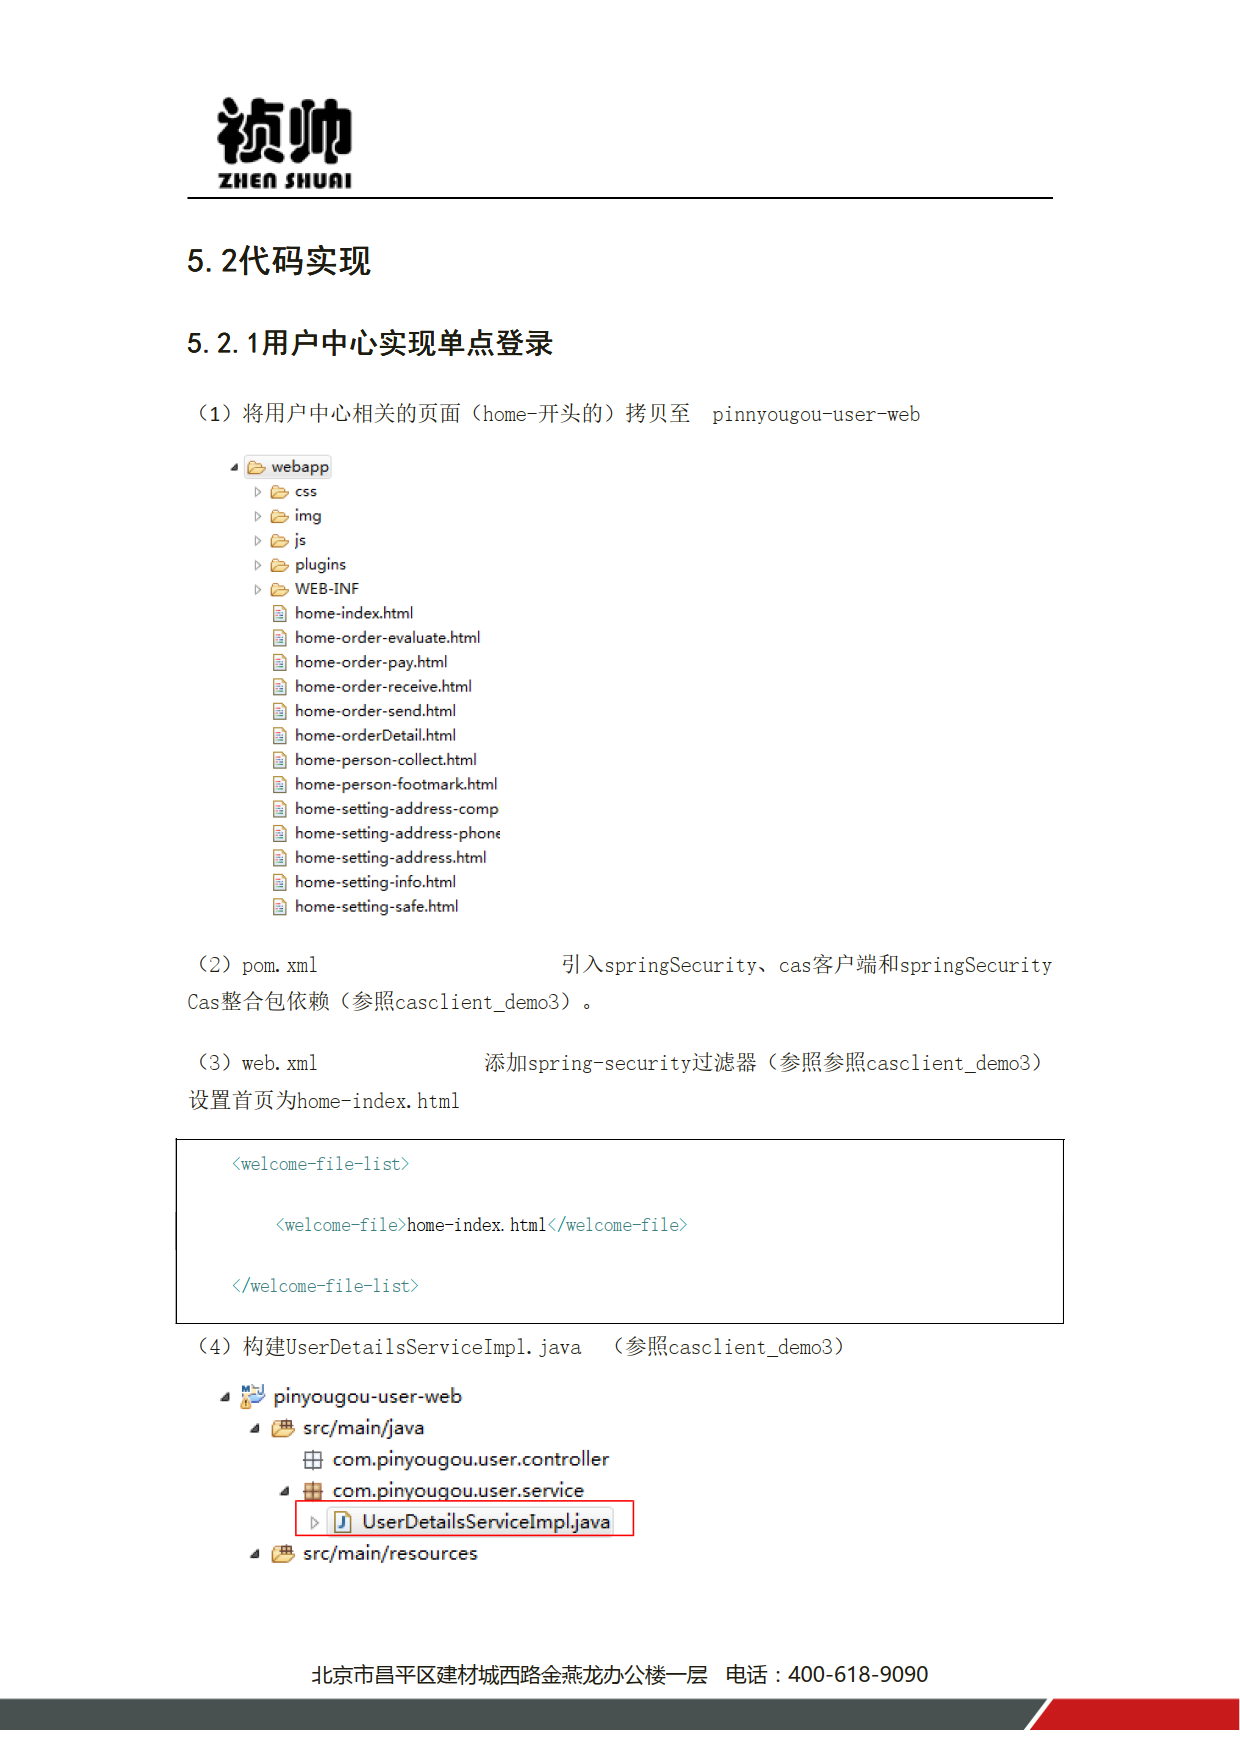 祯帅
ZHEN SHUAI
5.2代码实现
5.2.1用户中心实现单点登录
（1）将用户中心相关的页面（home-开头的）拷贝至 pinnyougou-user-web
webapp
css
img
js
plugins
WEB-INF
home-index.html
home-order-evaluate.html
home-order-pay.html
home-order-receive.html
home-order-send.html
home-orderDetail.html
home-person-collect.html
home-person-footmark.html
home-setting-address-comp
home-setting-address-phone
home-setting-address.html
home-setting-info.html
home-setting-safe.html
（2）pom.xml 引入springSecurity、cas客户端和springSecurity
Cas整合包依赖（参照casclient_demo3）。
（3）web.xml 添加spring-security过滤器（参照参照casclient_demo3）
设置首页为home-index.html
<welcome-file-list>
<welcome-file>home-index.html</welcome-file>
</welcome-file-list>
（4）构建UserDetailsServiceImpl.java （参照casclient_demo3）
pinyougou-user-web
src/main/java
com.pinyougou.user.controller
com.pinyougou.user.service
UserDetailsServiceImpl.java
src/main/resources
北京市昌平区建材城西路金燕龙办公楼一层 电话：400-618-9090